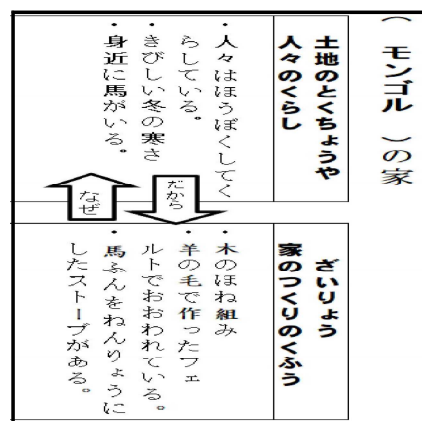 （ モンゴル ）の家
土地のとくちょうや
人々のくらし
・人々はほうぼくしてく
らしている。
・きびしい冬の寒さ
・身近に馬がいる。
だから
なぜ
ざいりょう
家のつくりのくふう
・木のほね組み
・羊の毛で作ったフェ
ルトでおおわれている。
・馬ふんをねんりょうに
したストーブがある。